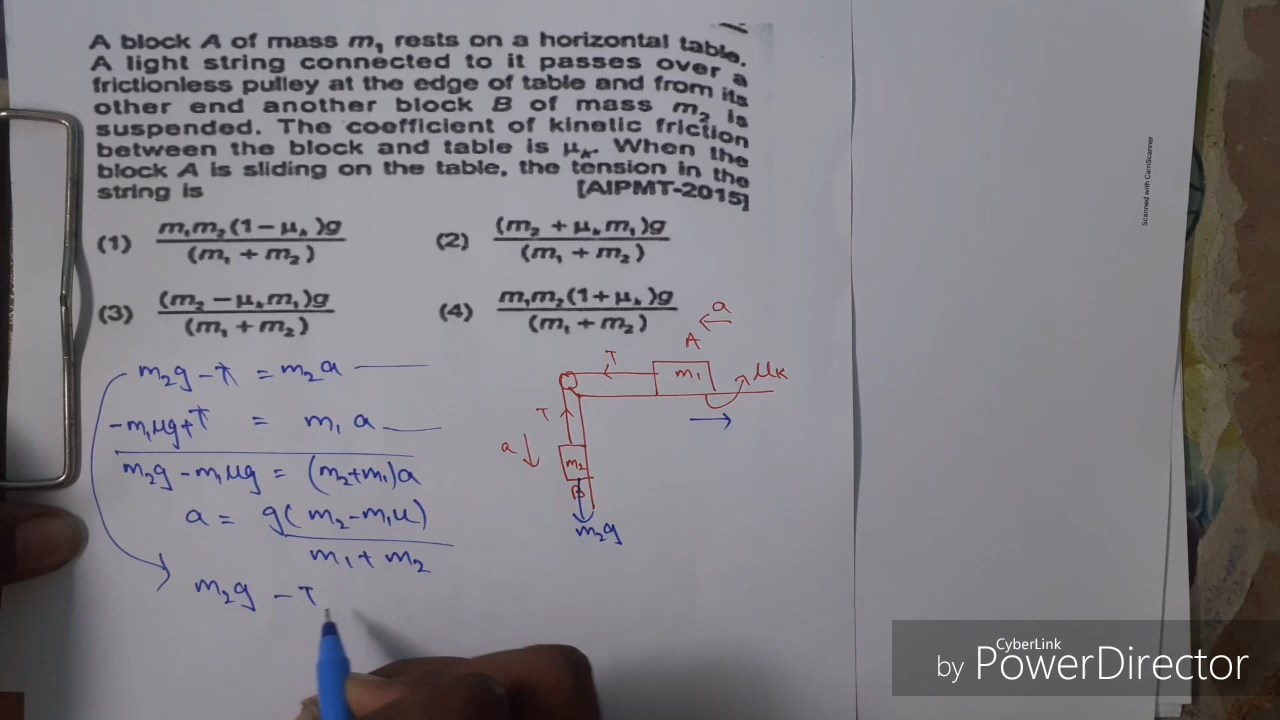 A block A of mass m₁ rests on a horizontal table.
A light string connected to it passes over a
frictionless pulley at the edge of table and from its
other end another block B of mass m₂ is
suspended. The coefficient of kinetic friction
between the block and table is μₖ. When the
block A is sliding on the table, the tension in the
string is [AIPMT-2015]
(1) m₁m₂(1−μₖ)g / (m₁ + m₂) (2) (m₂ + μₖm₁)g / (m₁ + m₂)
(3) (m₂ − μₖm₁)g / (m₁ + m₂) (4) m₁m₂(1+μₖ)g / (m₁ + m₂)
m₂g − T = m₂a
−m₁μg+T = m₁a
m₂g − m₁μg = (m₂+m₁)a
a = g(m₂−m₁μ) / m₁+m₂
m₂g − T
a
A
T
m₁
μK
T
a
m₂
B
m₂g
Scanned with CamScanner
CyberLink
by PowerDirector